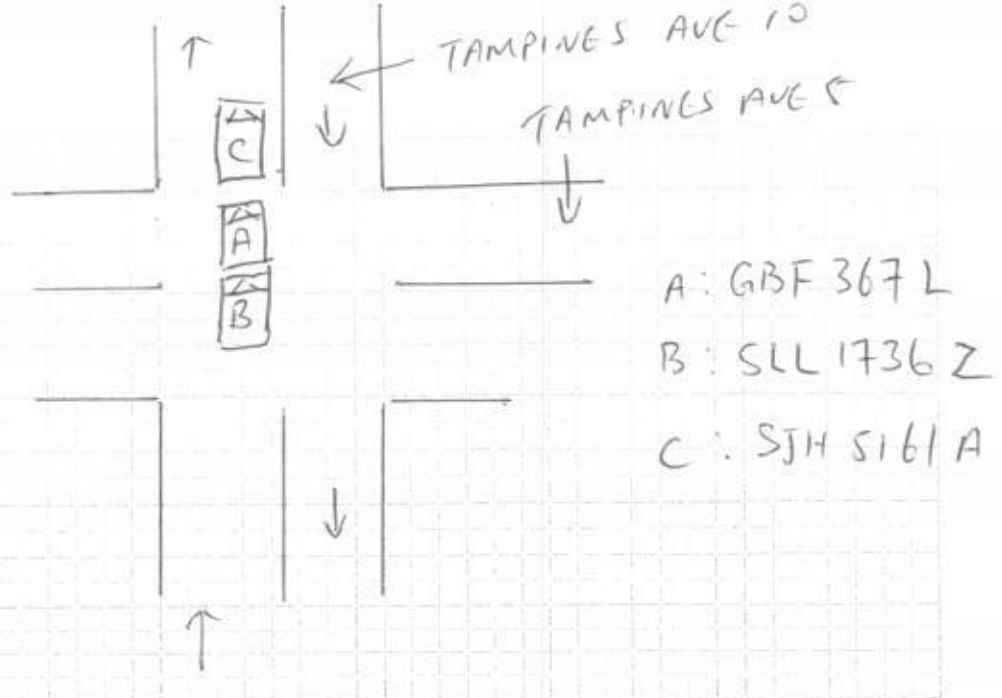 TAMPINES AVE 10
TAMPINES AVE 5
C
A
B
A: GBF 367 L
B: SLL 1736 Z
C: SJH 5161 A